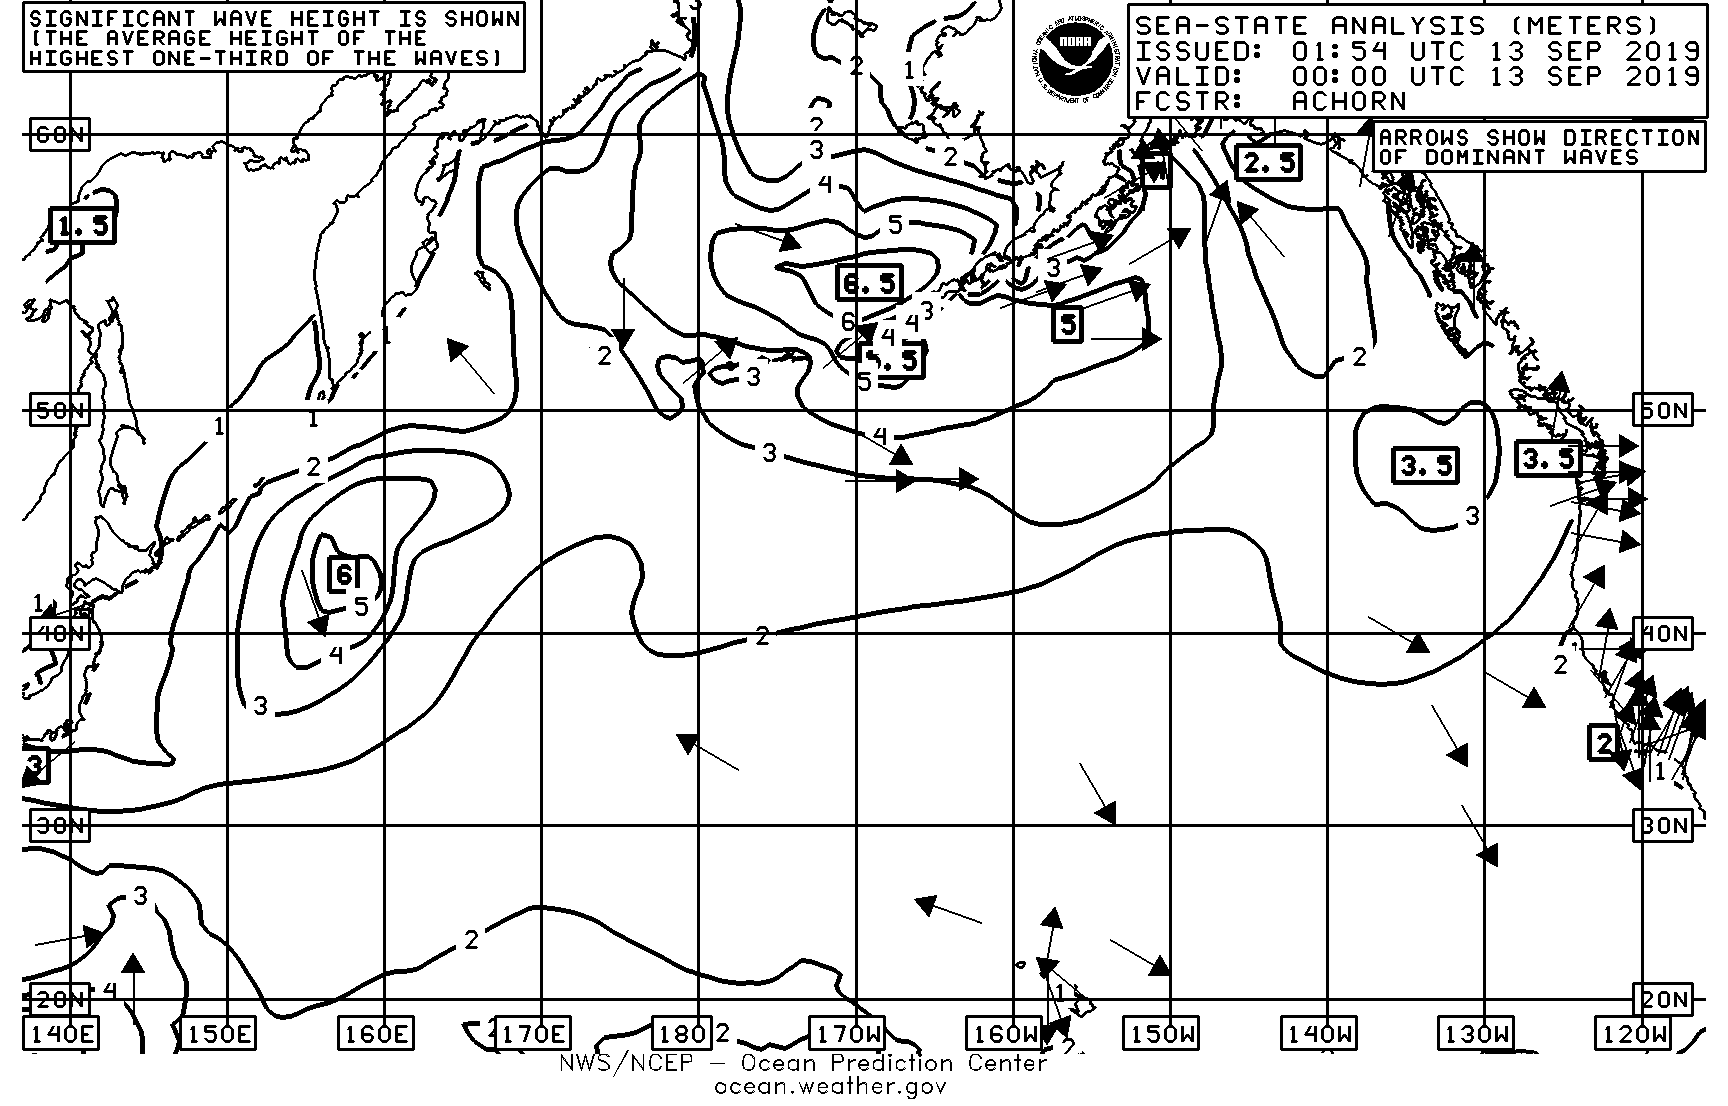 SIGNIFICANT WAVE HEIGHT IS SHOWN
(THE AVERAGE HEIGHT OF THE
HIGHEST ONE-THIRD OF THE WAVES)
NOAA
SEA-STATE ANALYSIS (METERS)
ISSUED: 01:54 UTC 13 SEP 2019
VALID: 00:00 UTC 13 SEP 2019
FCSTR: ACHORN
ARROWS SHOW DIRECTION
OF DOMINANT WAVES
2 1
60N 2
3 2 2.5
4
1.5 5
3
6.5
6 4 3 5
1 4
2 5.5 2
3 5
50N 1 1 50N
4
2 3 3.5 3.5
3
6
1 5
40N 2 40N
4 2
3
2
3 1
30N 30N
3
2
4 1
20N 20N
140E 150E 160E 170E 180 2 170W 160W 2 150W 140W 130W 120W
NWS/NCEP – Ocean Prediction Center
ocean.weather.gov